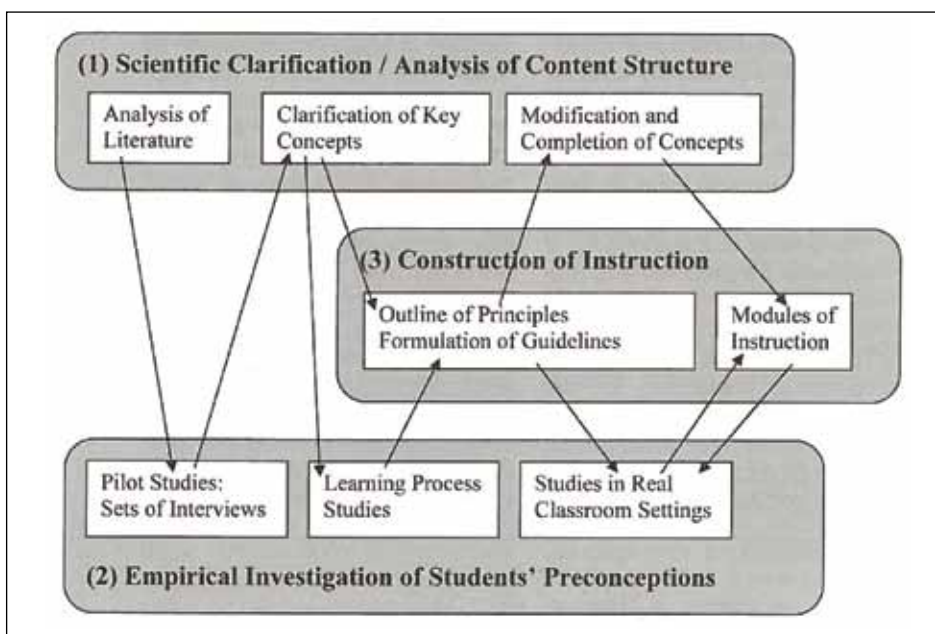 (1) Scientific Clarification / Analysis of Content Structure
Analysis of
Literature
Clarification of Key
Concepts
Modification and
Completion of Concepts
(3) Construction of Instruction
Outline of Principles
Formulation of Guidelines
Modules of
Instruction
Pilot Studies:
Sets of Interviews
Learning Process
Studies
Studies in Real
Classroom Settings
(2) Empirical Investigation of Students' Preconceptions